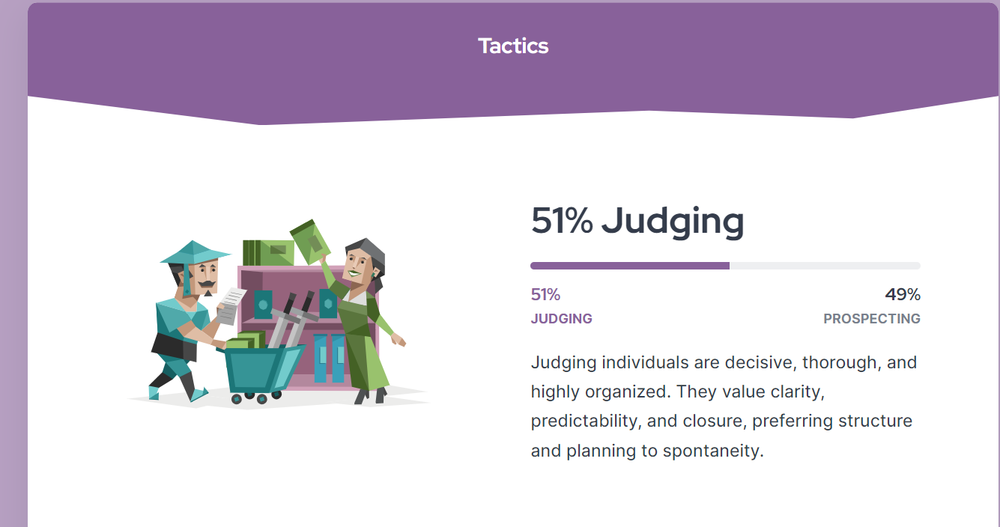 Tactics
51% Judging
51%
49%
JUDGING
PROSPECTING
Judging individuals are decisive, thorough, and
highly organized. They value clarity,
predictability, and closure, preferring structure
and planning to spontaneity.